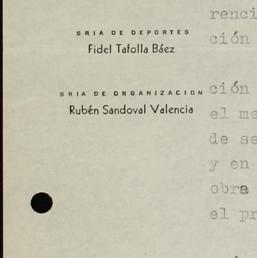 renci
ción
SRIA DE DEPORTES
Fidel Tafolla Báez
ción
SRIA DE ORGANIZACION
el me
Rubén Sandoval Valencia
de se
y en
obra
el pr